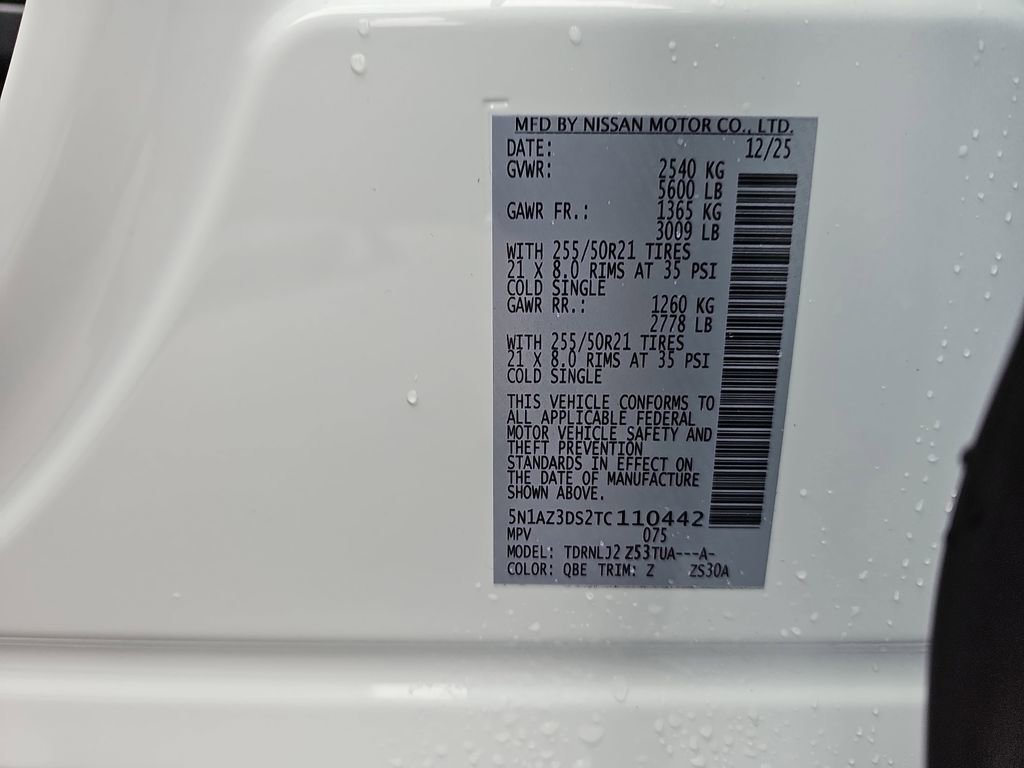 MFD BY NISSAN MOTOR CO., LTD.
DATE: 12/25
GVWR: 2540 KG
5600 LB
GAWR FR.: 1365 KG
3009 LB
WITH 255/50R21 TIRES
21 X 8.0 RIMS AT 35 PSI
COLD SINGLE
GAWR RR.: 1260 KG
2778 LB
WITH 255/50R21 TIRES
21 X 8.0 RIMS AT 35 PSI
COLD SINGLE
THIS VEHICLE CONFORMS TO
ALL APPLICABLE FEDERAL
MOTOR VEHICLE SAFETY AND
THEFT PREVENTION
STANDARDS IN EFFECT ON
THE DATE OF MANUFACTURE
SHOWN ABOVE.
5N1AZ3DS2TC110442
MPV 075
MODEL: TDRNLJ2 Z53TUA---A-
COLOR: QBE TRIM: Z ZS30A